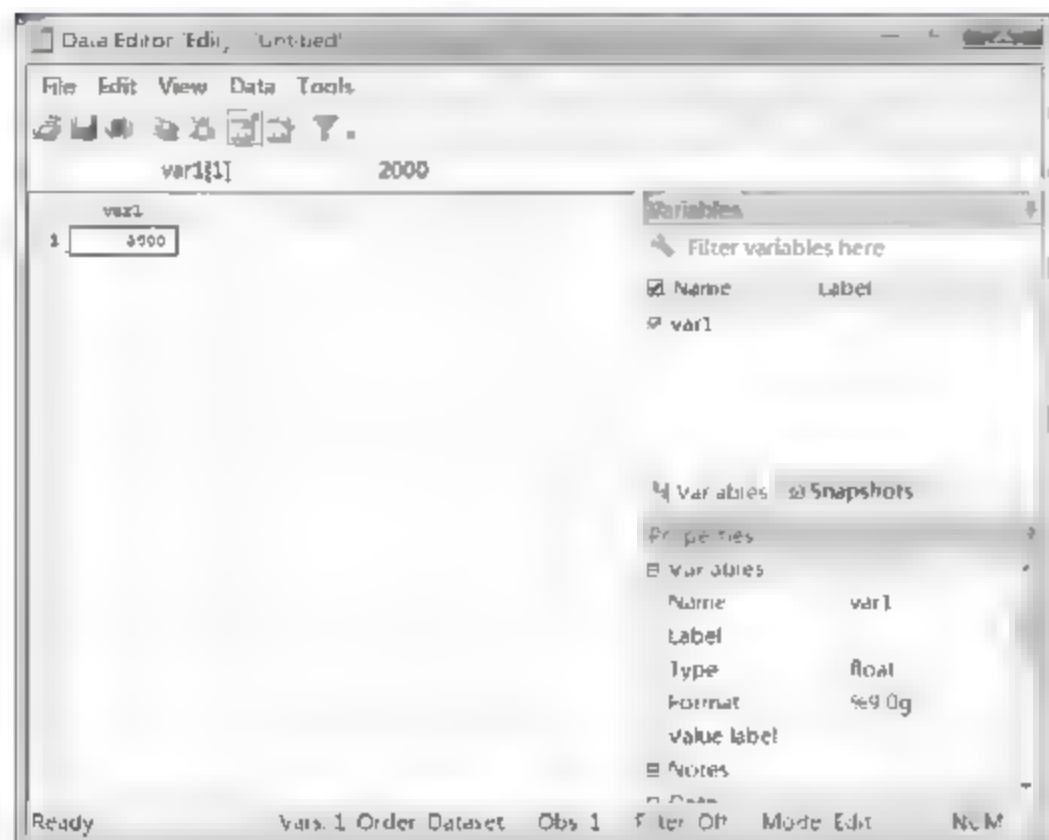 Data Editor (Edit) - [Untitled]
File Edit View Data Tools
var1[1] 2000
var1
1
Variables
Filter variables here
Name Label
var1
Variables Snapshots
Properties
Variables
Name var1
Label
Type float
Format %9.0g
Value label
Notes
Data
Ready Vars: 1 Order: Dataset Obs: 1 Filter: Off Mode: Edit NUM